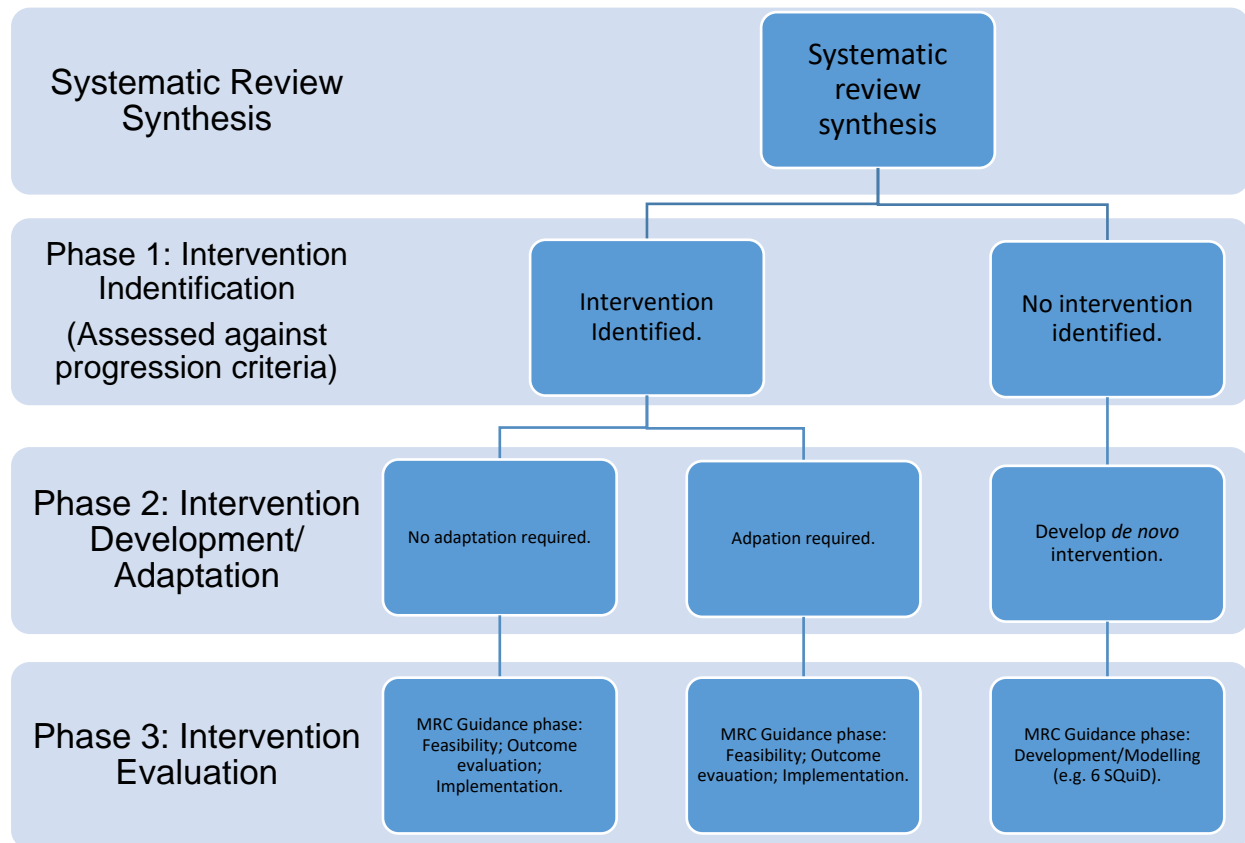 Systematic Review
Synthesis
Systematic
review
synthesis
Phase 1: Intervention
Indentification
(Assessed against
progression criteria)
Intervention
Identified.
No intervention
identified.
Phase 2: Intervention
Development/
Adaptation
No adaptation required.
Adpation required.
Develop de novo
intervention.
Phase 3: Intervention
Evaluation
MRC Guidance phase:
Feasibility; Outcome
evaluation;
Implementation.
MRC Guidance phase:
Feasibility; Outcome
evauation; Implementation.
MRC Guidance phase:
Development/Modelling
(e.g. 6 SQuiD).